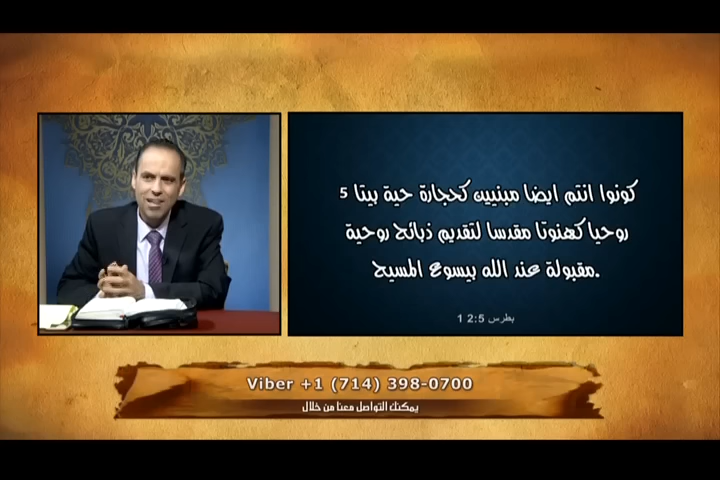 5 كونوا انتم ايضا مبنيين كحجارة حية بيتا
روحيا كهنوتا مقدسا لتقديم ذبائح روحية
مقبولة عند الله بيسوع المسيح.
1 بطرس 2:5
Viber +1 (714) 398-0700
يمكنك التواصل معنا من خلال